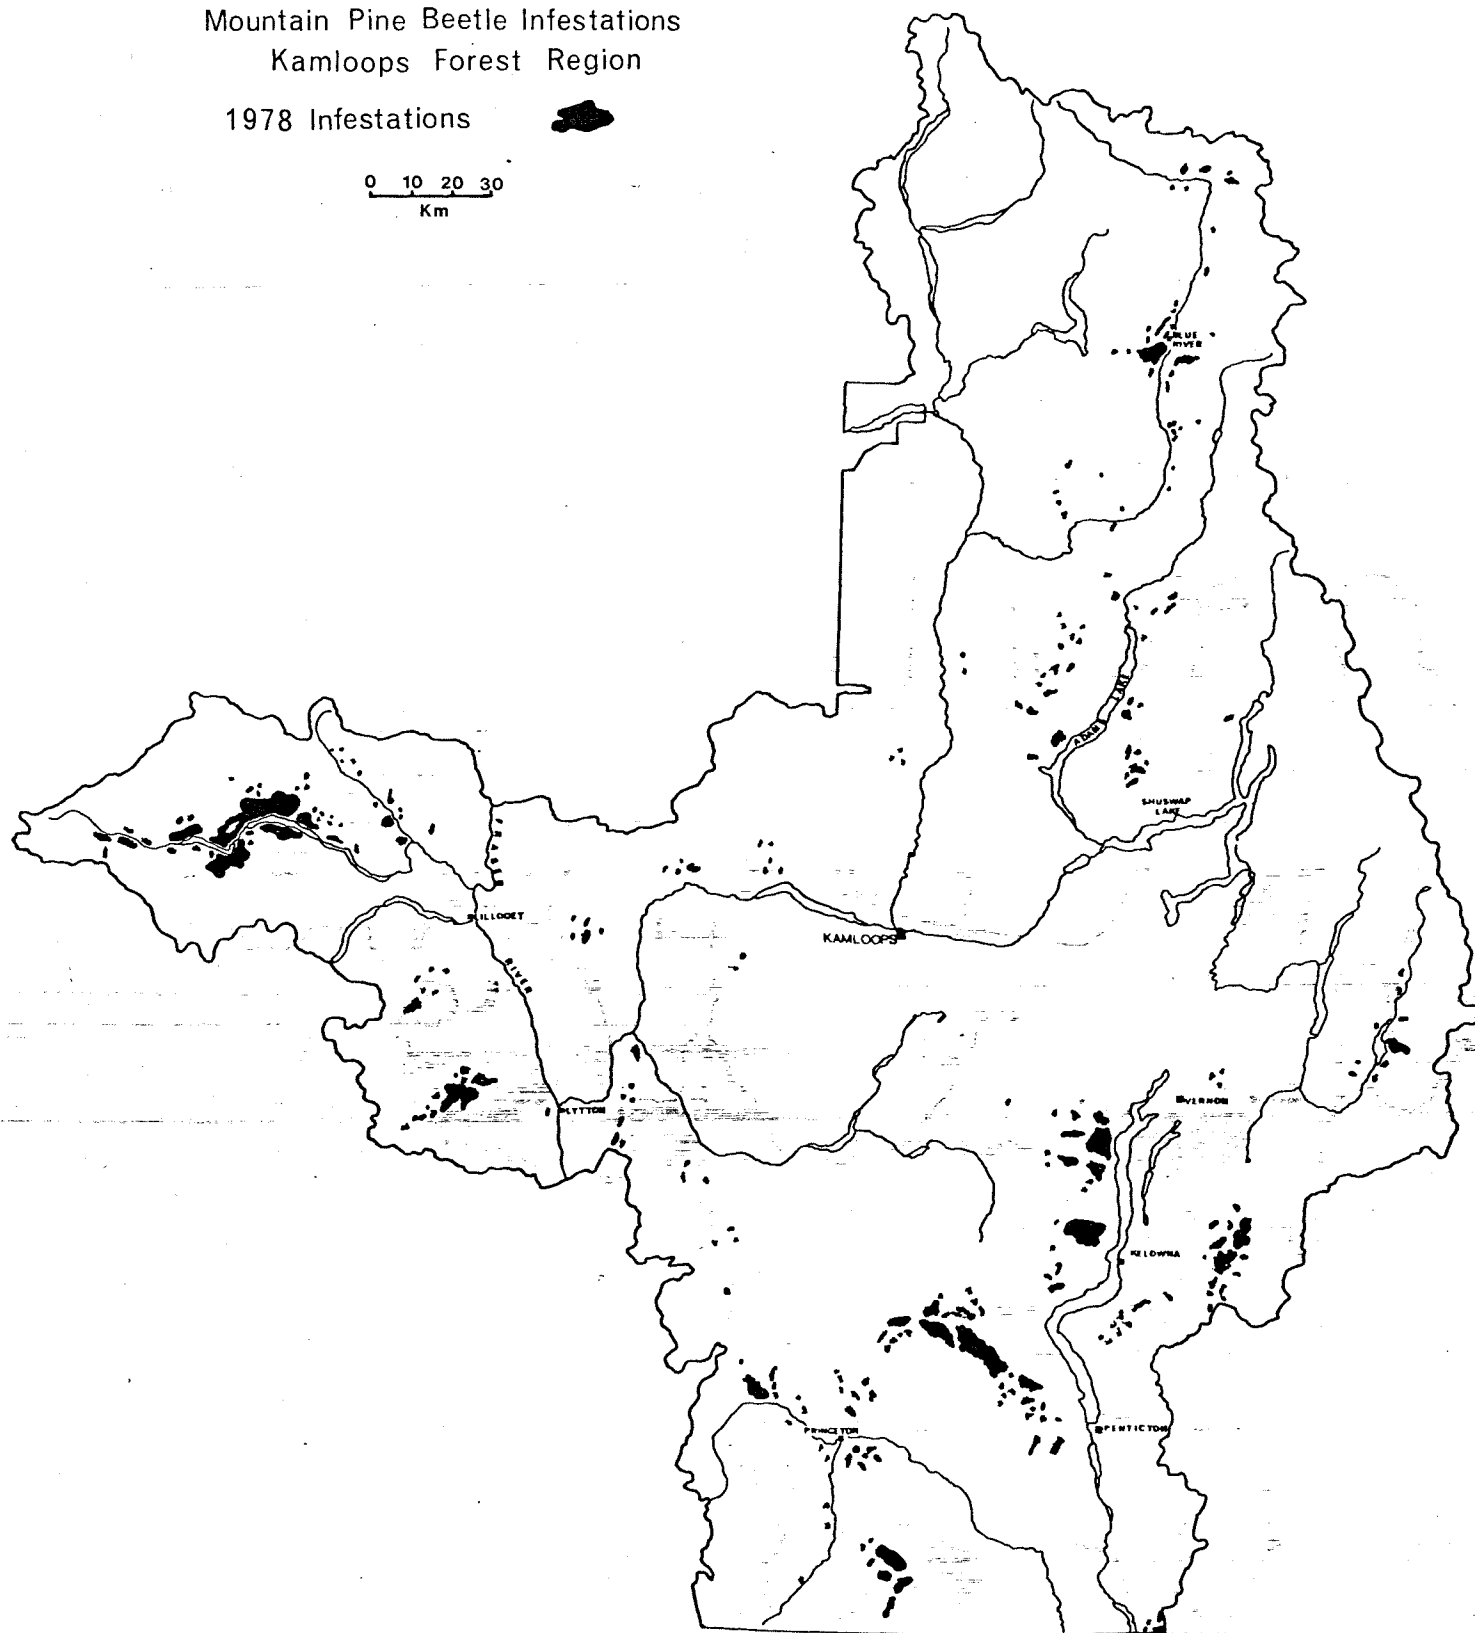 Mountain Pine Beetle Infestations
Kamloops Forest Region
1978 Infestations
0 10 20 30
Km
BLUE
RIVER
ADAMS LAKE
SHUSWAP
LAKE
FRASER
LILLOOET
RIVER
KAMLOOPS
LYTTON
VERNON
KELOWNA
PRINCETON
PENTICTON